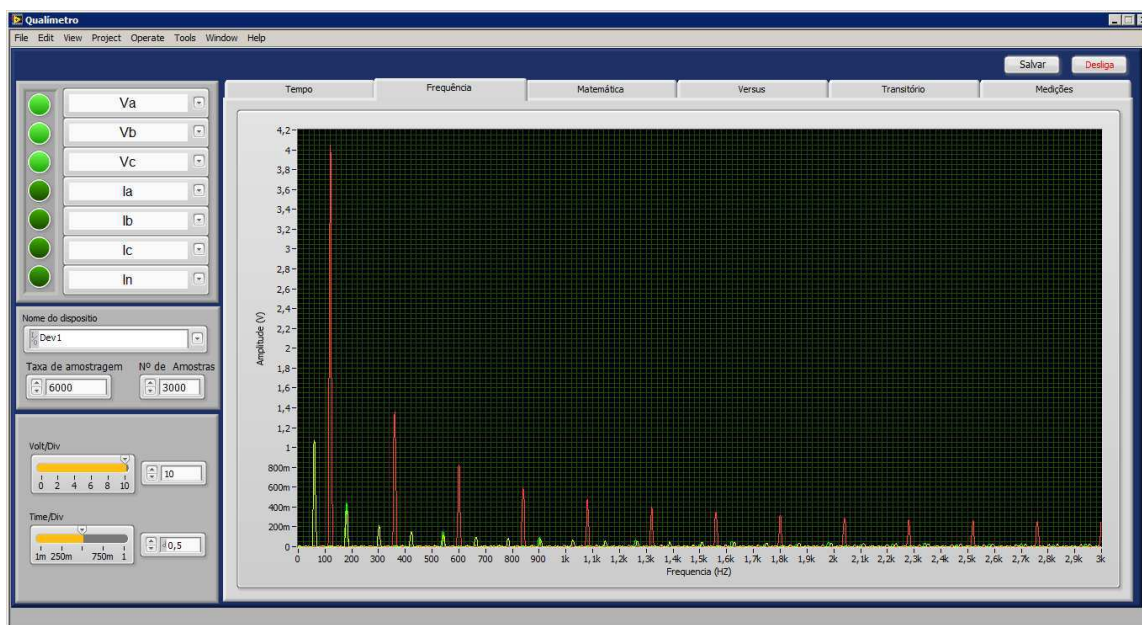 Qualímetro
File Edit View Project Operate Tools Window Help
Salvar Desliga
Tempo Frequência Matemática Versus Transitório Medições
Va
Vb
Vc
Ia
Ib
Ic
In
Nome do dispositio
Dev1
Taxa de amostragem Nº de Amostras
6000 3000
Volt/Div
0 2 4 6 8 10
10
Time/Div
1m 250m 750m 1
0,5
Amplitude (V)
4,2
4
3,8
3,6
3,4
3,2
3
2,8
2,6
2,4
2,2
2
1,8
1,6
1,4
1,2
1
800m
600m
400m
200m
0
0 100 200 300 400 500 600 700 800 900 1k 1,1k 1,2k 1,3k 1,4k 1,5k 1,6k 1,7k 1,8k 1,9k 2k 2,1k 2,2k 2,3k 2,4k 2,5k 2,6k 2,7k 2,8k 2,9k 3k
Frequencia (HZ)